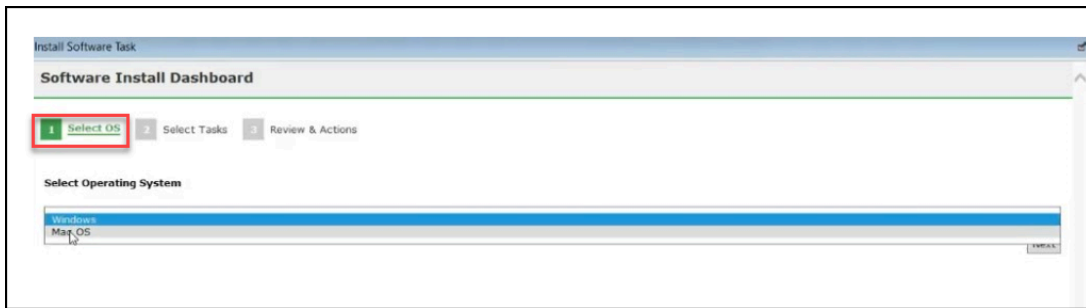 Install Software Task
Software Install Dashboard
1 Select OS 2 Select Tasks 3 Review & Actions
Select Operating System
Windows
Mac OS
Next